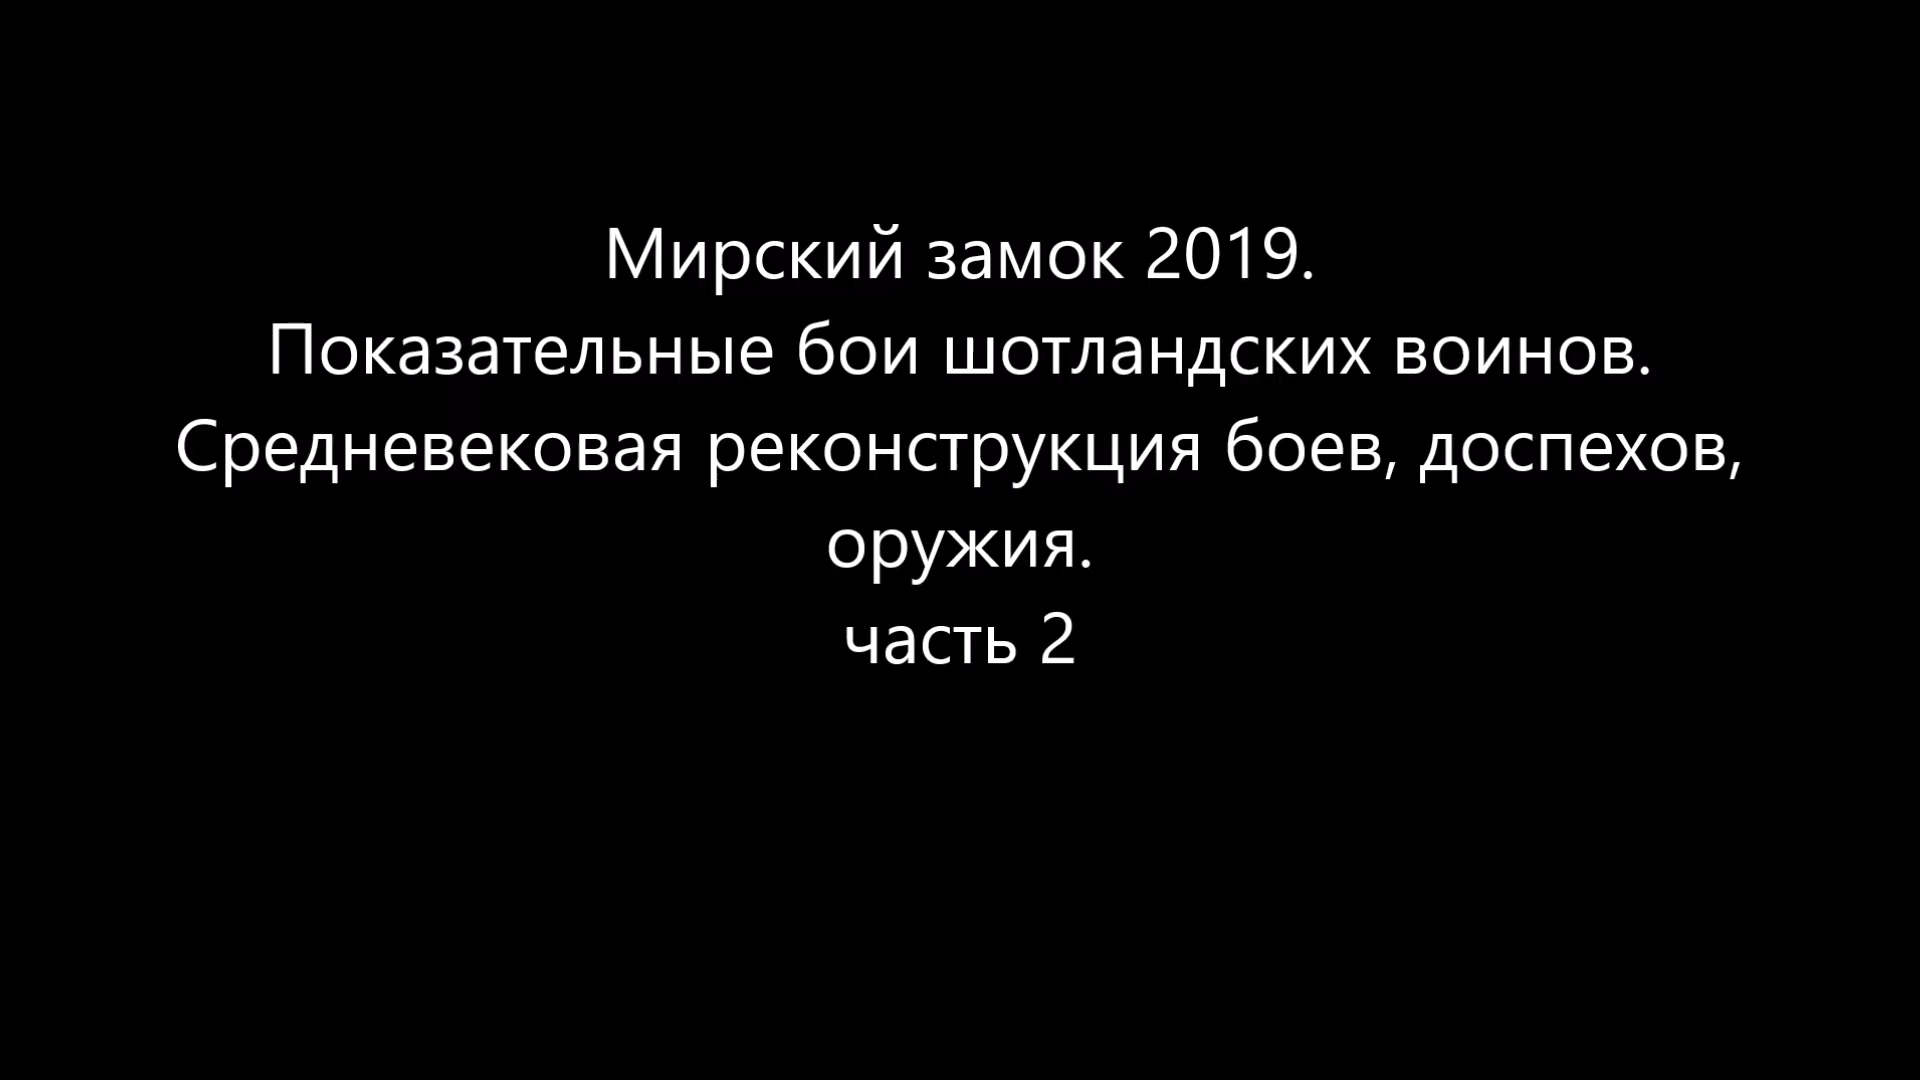 Мирский замок 2019.
Показательные бои шотландских воинов.
Средневековая реконструкция боев, доспехов,
оружия.
часть 2